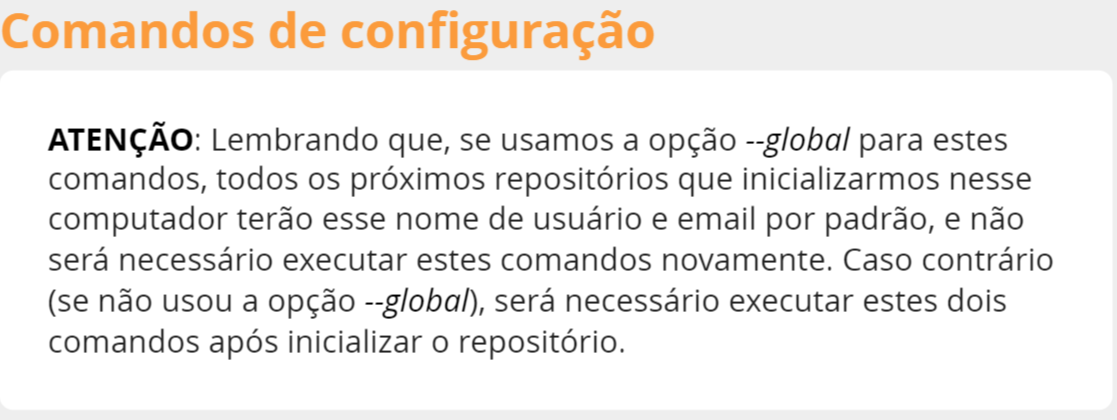 Comandos de configuração
ATENÇÃO: Lembrando que, se usamos a opção --global para estes
comandos, todos os próximos repositórios que inicializarmos nesse
computador terão esse nome de usuário e email por padrão, e não
será necessário executar estes comandos novamente. Caso contrário
(se não usou a opção --global), será necessário executar estes dois
comandos após inicializar o repositório.